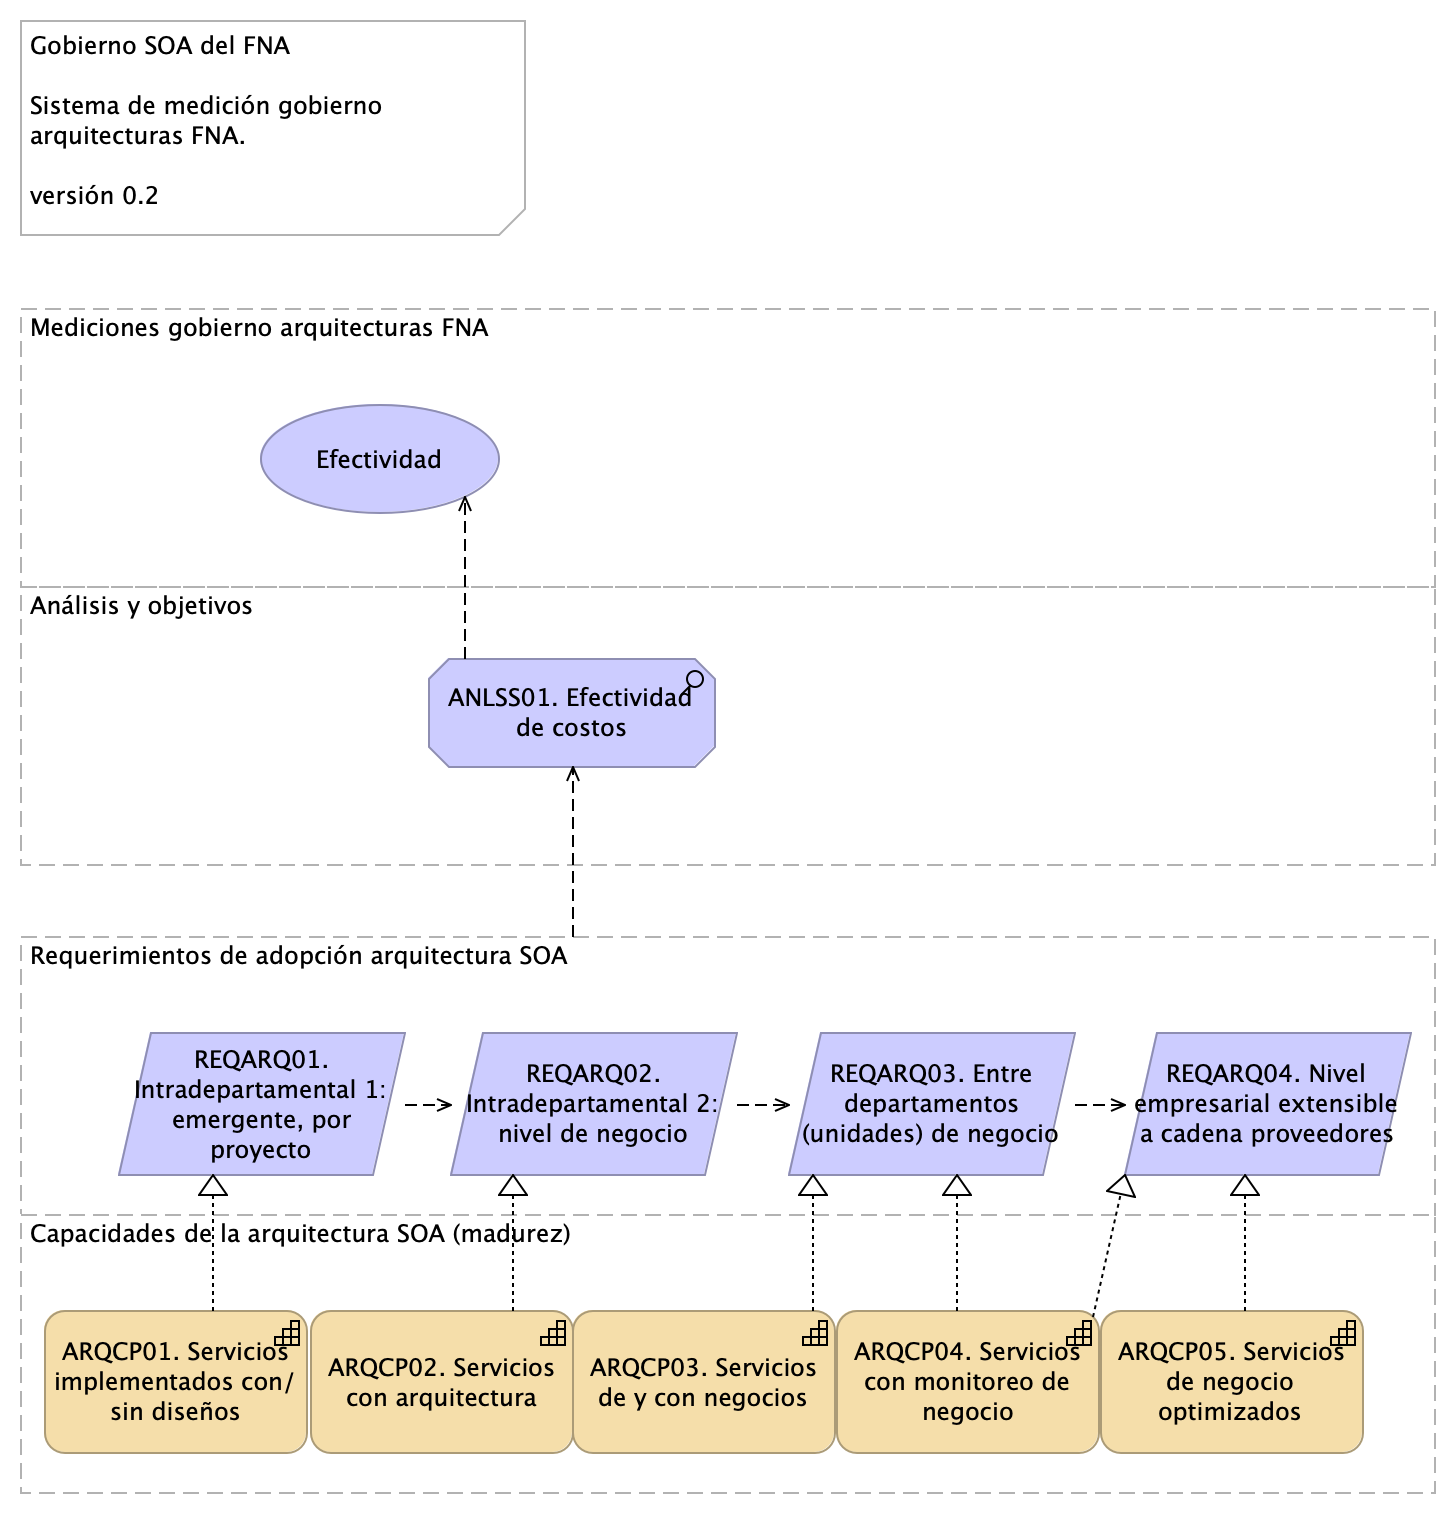 Gobierno SOA del FNA
Sistema de medición gobierno
arquitecturas FNA.
versión 0.2
Mediciones gobierno arquitecturas FNA
Efectividad
Análisis y objetivos
ANLSS01. Efectividad
de costos
Requerimientos de adopción arquitectura SOA
REQARQ01.
Intradepartamental 1:
emergente, por
proyecto
REQARQ02.
Intradepartamental 2:
nivel de negocio
REQARQ03. Entre
departamentos
(unidades) de negocio
REQARQ04. Nivel
empresarial extensible
a cadena proveedores
Capacidades de la arquitectura SOA (madurez)
ARQCP01. Servicios
implementados con/
sin diseños
ARQCP02. Servicios
con arquitectura
ARQCP03. Servicios
de y con negocios
ARQCP04. Servicios
con monitoreo de
negocio
ARQCP05. Servicios
de negocio
optimizados